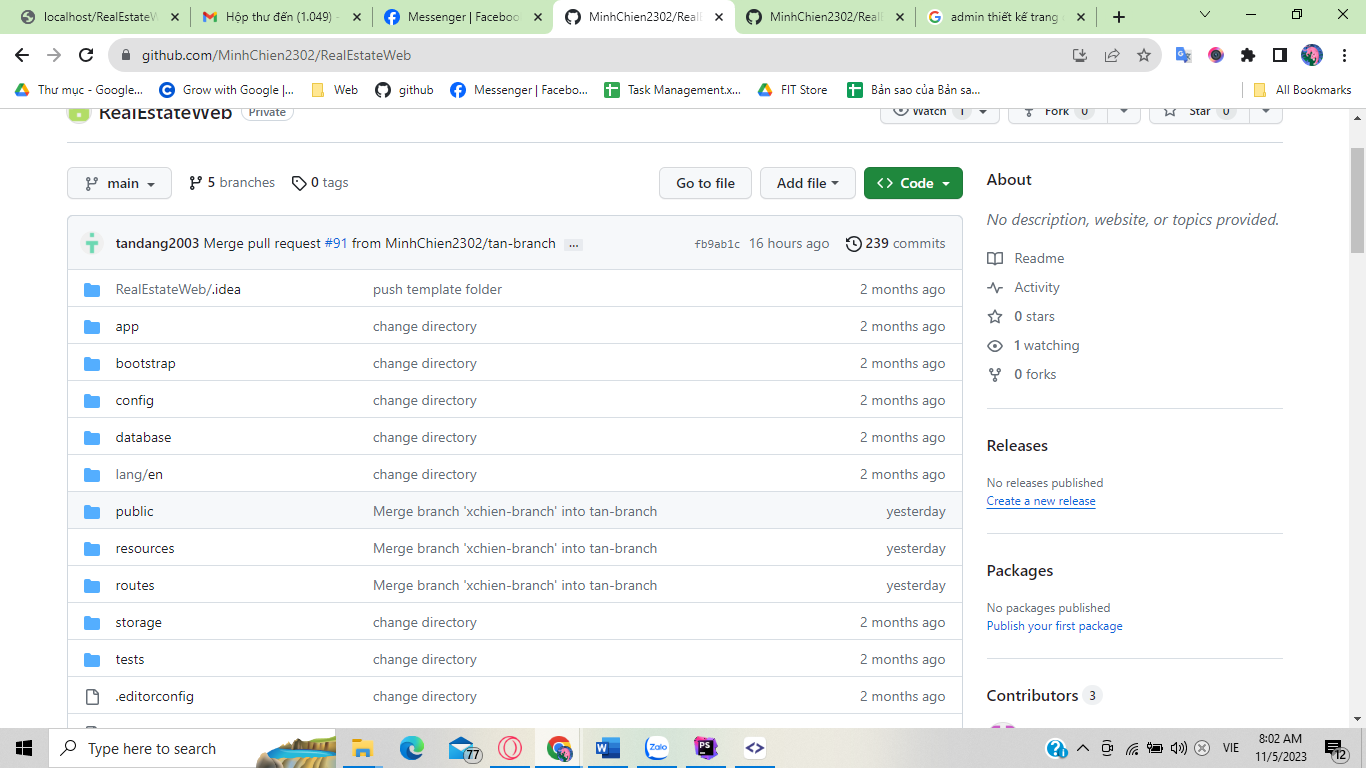 localhost/RealEstateW
Hộp thư đến (1.049) -
Messenger | Facebook
MinhChien2302/RealE
MinhChien2302/RealE
admin thiết kế trang
github.com/MinhChien2302/RealEstateWeb
Thư mục - Google...
Grow with Google |...
Web
github
Messenger | Facebo...
Task Management.x...
FIT Store
Bản sao của Bản sa...
All Bookmarks
RealEstateWeb Private
Watch 1
Fork 0
Star 0
main
5 branches
0 tags
Go to file
Add file
<> Code
About
No description, website, or topics provided.
tandang2003 Merge pull request #91 from MinhChien2302/tan-branch ...
fb9ab1c 16 hours ago 239 commits
Readme
RealEstateWeb/.idea push template folder 2 months ago
Activity
app change directory 2 months ago
0 stars
bootstrap change directory 2 months ago
1 watching
config change directory 2 months ago
0 forks
database change directory 2 months ago
Releases
lang/en change directory 2 months ago
No releases published
Create a new release
public Merge branch 'xchien-branch' into tan-branch yesterday
resources Merge branch 'xchien-branch' into tan-branch yesterday
Packages
routes Merge branch 'xchien-branch' into tan-branch yesterday
No packages published
Publish your first package
storage change directory 2 months ago
tests change directory 2 months ago
.editorconfig change directory 2 months ago
Contributors 3
Type here to search
77
W
Zalo
PS
<>
VIE
8:02 AM
11/5/2023
12